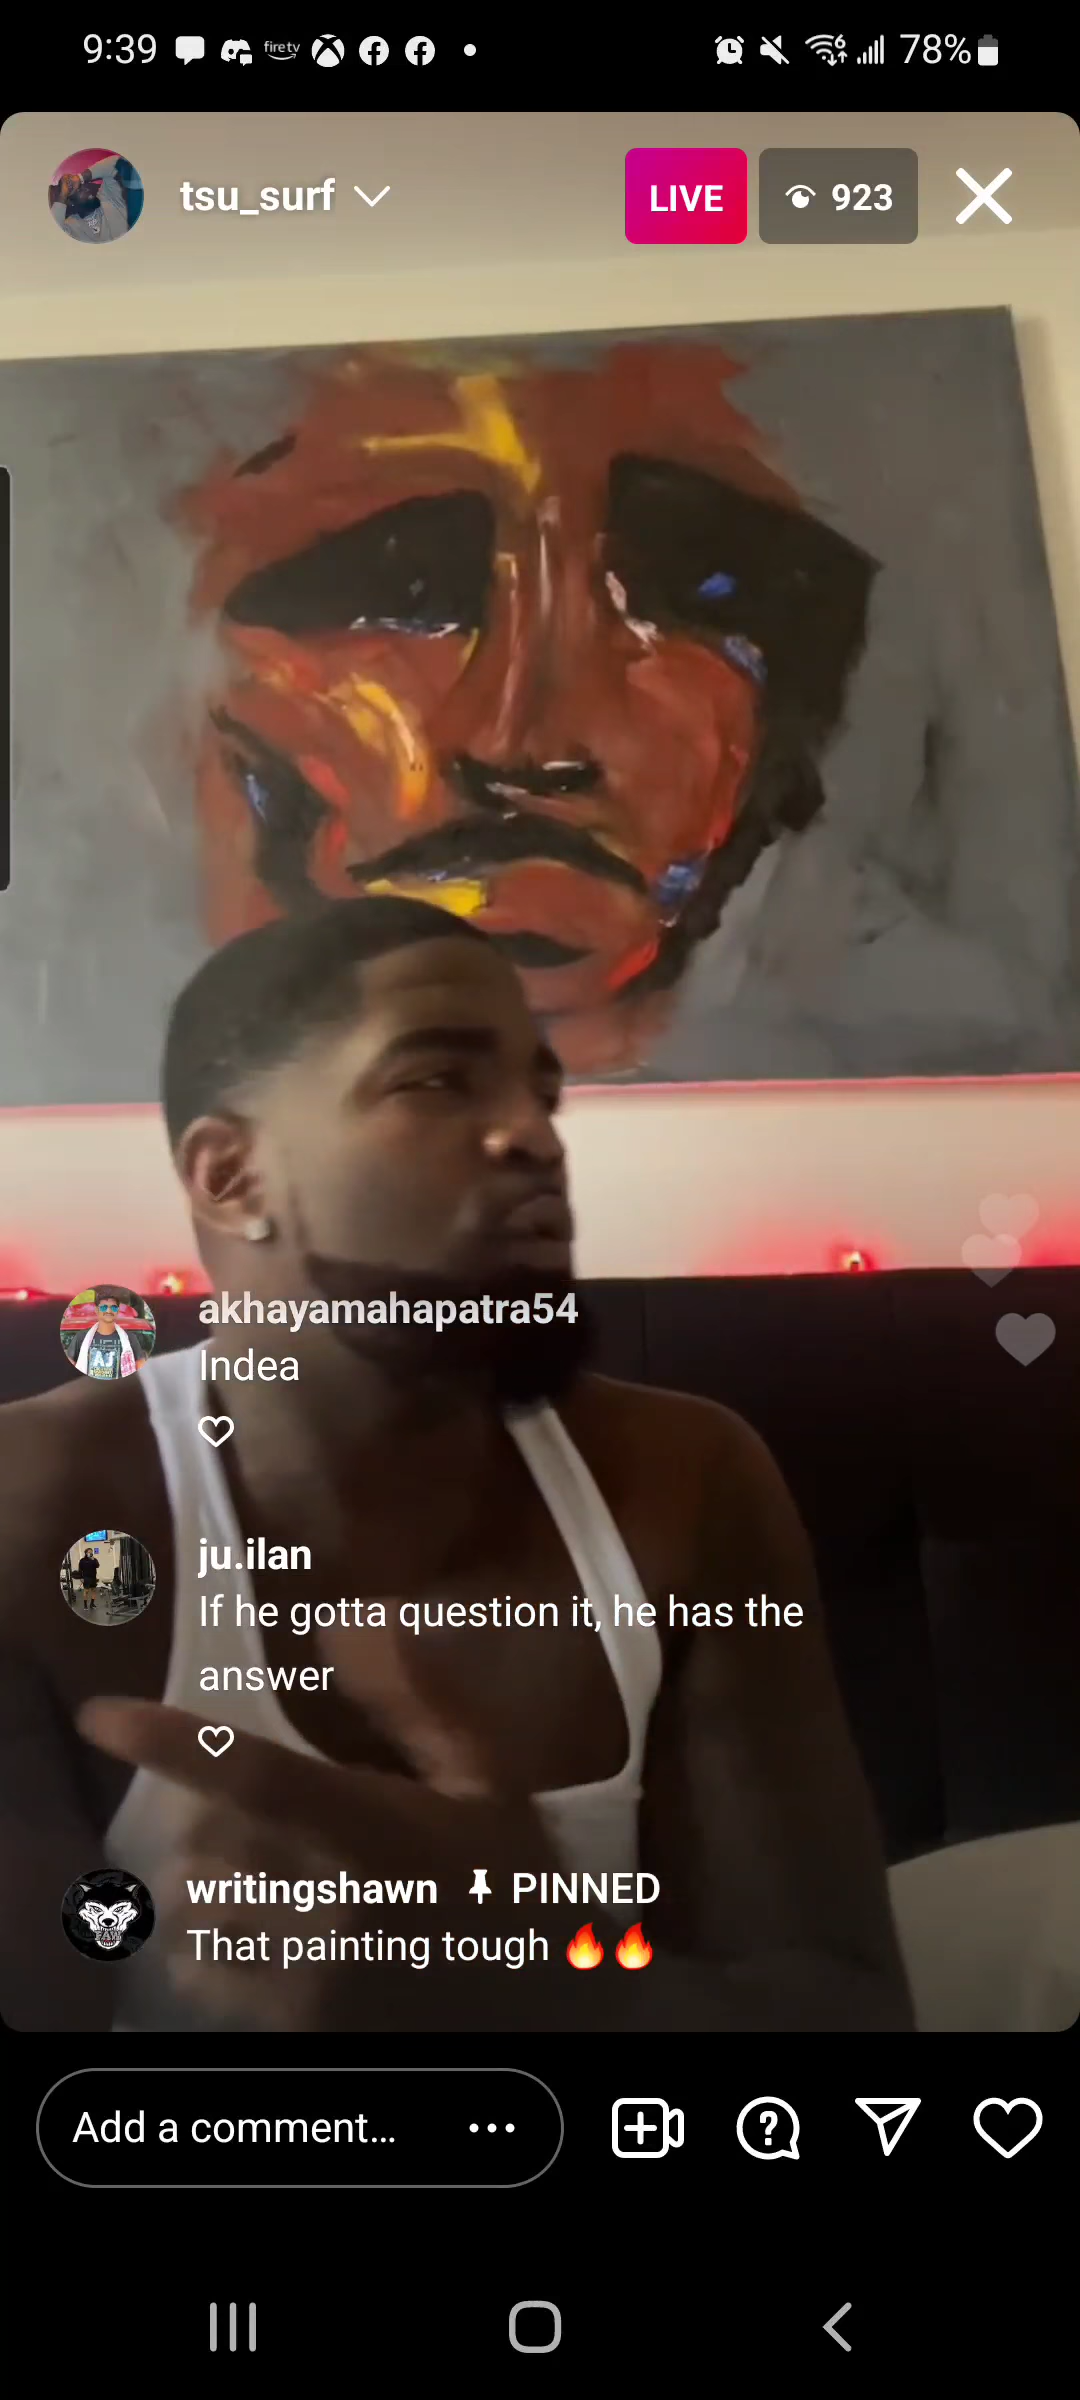 9:39 firetv 6 78%
tsu_surf LIVE 923
akhayamahapatra54
Indea
ju.ilan
If he gotta question it, he has the
answer
writingshawn PINNED
That painting tough 🔥🔥
Add a comment...